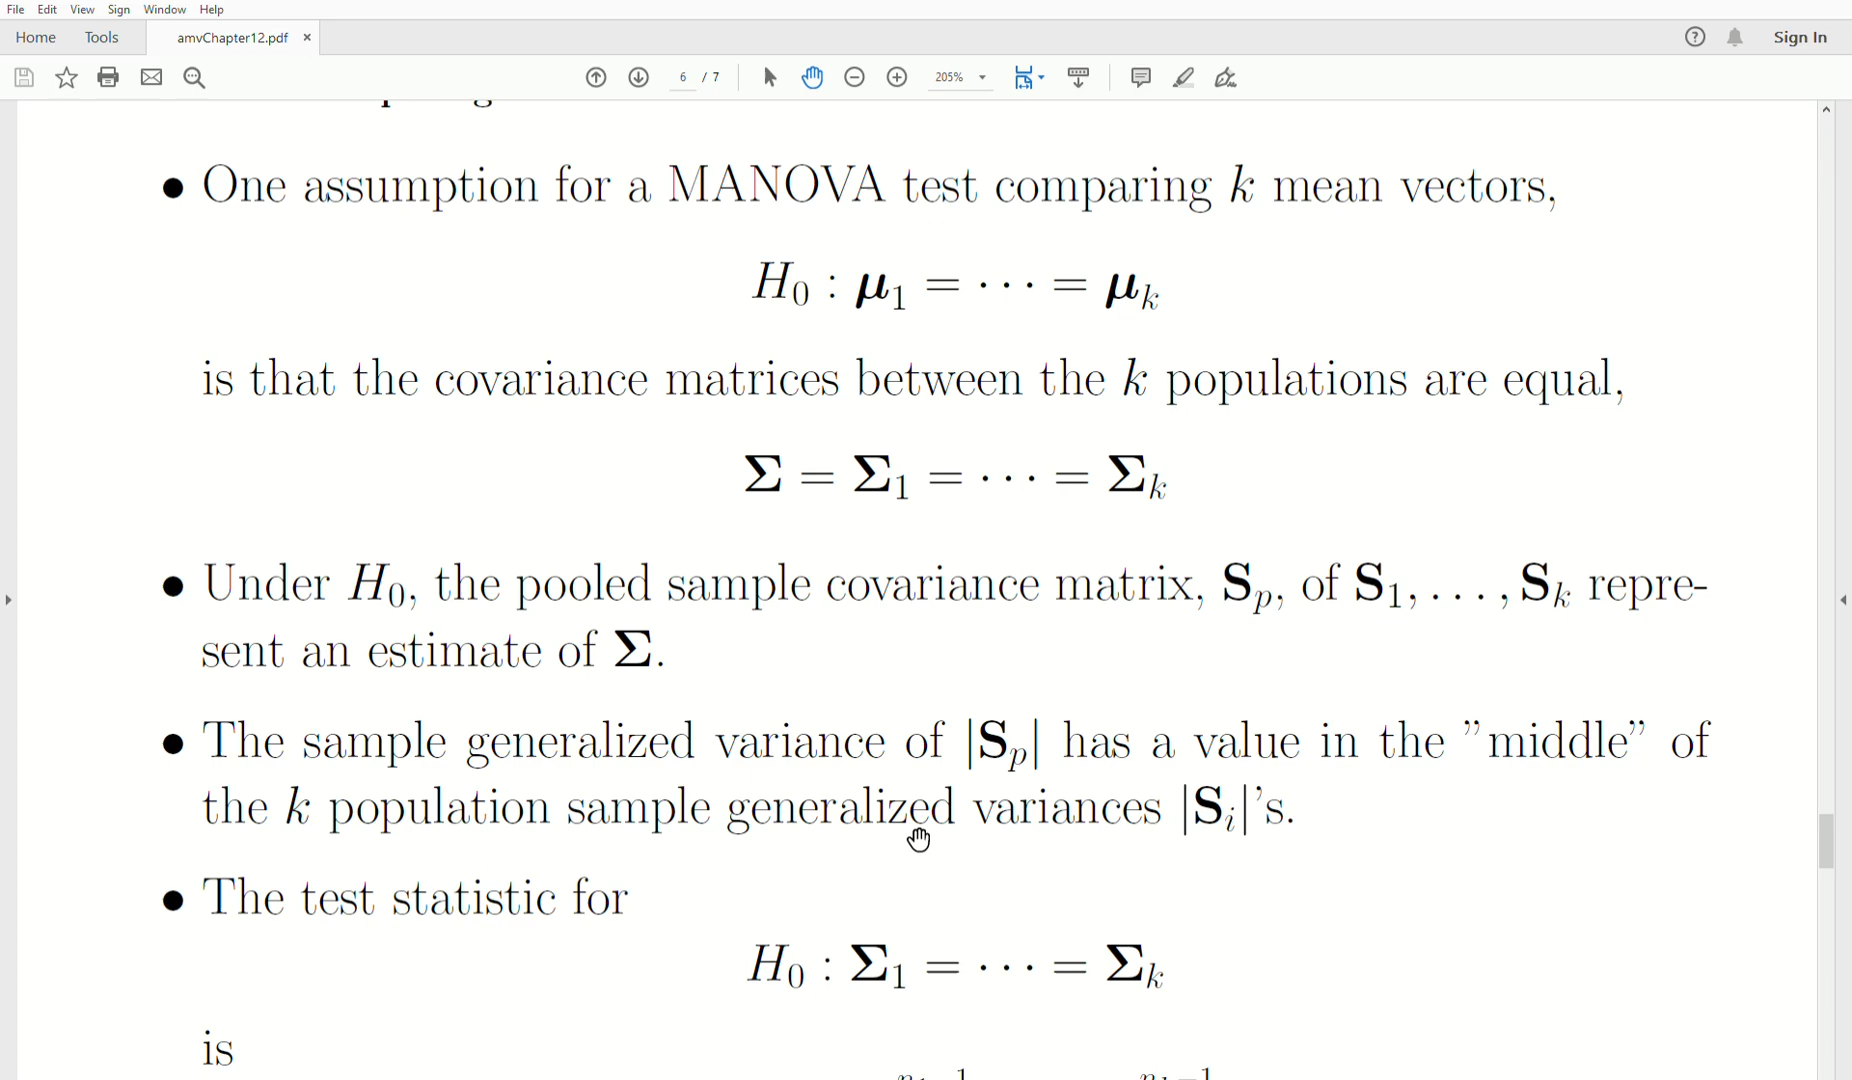 File Edit View Sign Window Help
Home Tools amvChapter12.pdf × Sign In
6 / 7 205%
• One assumption for a MANOVA test comparing k mean vectors,
H₀ : μ₁ = ··· = μₖ
is that the covariance matrices between the k populations are equal,
Σ = Σ₁ = ··· = Σₖ
• Under H₀, the pooled sample covariance matrix, Sₚ, of S₁, . . . , Sₖ repre-
sent an estimate of Σ.
• The sample generalized variance of |Sₚ| has a value in the ”middle” of
the k population sample generalized variances |Sᵢ|’s.
• The test statistic for
H₀ : Σ₁ = ··· = Σₖ
is